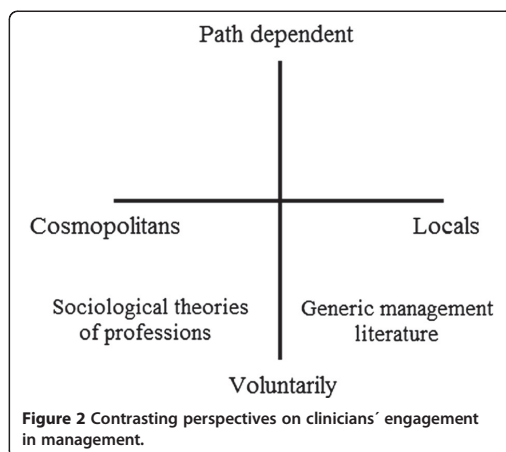 Path dependent
Cosmopolitans
Locals
Sociological theories
of professions
Generic management
literature
Voluntarily
Figure 2 Contrasting perspectives on clinicians´ engagement
in management.